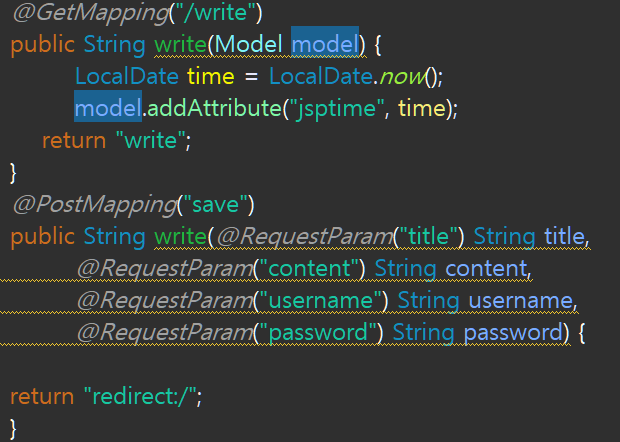 @GetMapping("/write")
public String write(Model model) {
LocalDate time = LocalDate.now();
model.addAttribute("jsptime", time);
return "write";
}
@PostMapping("save")
public String write(@RequestParam("title") String title,
@RequestParam("content") String content,
@RequestParam("username") String username,
@RequestParam("password") String password) {
return "redirect:/";
}